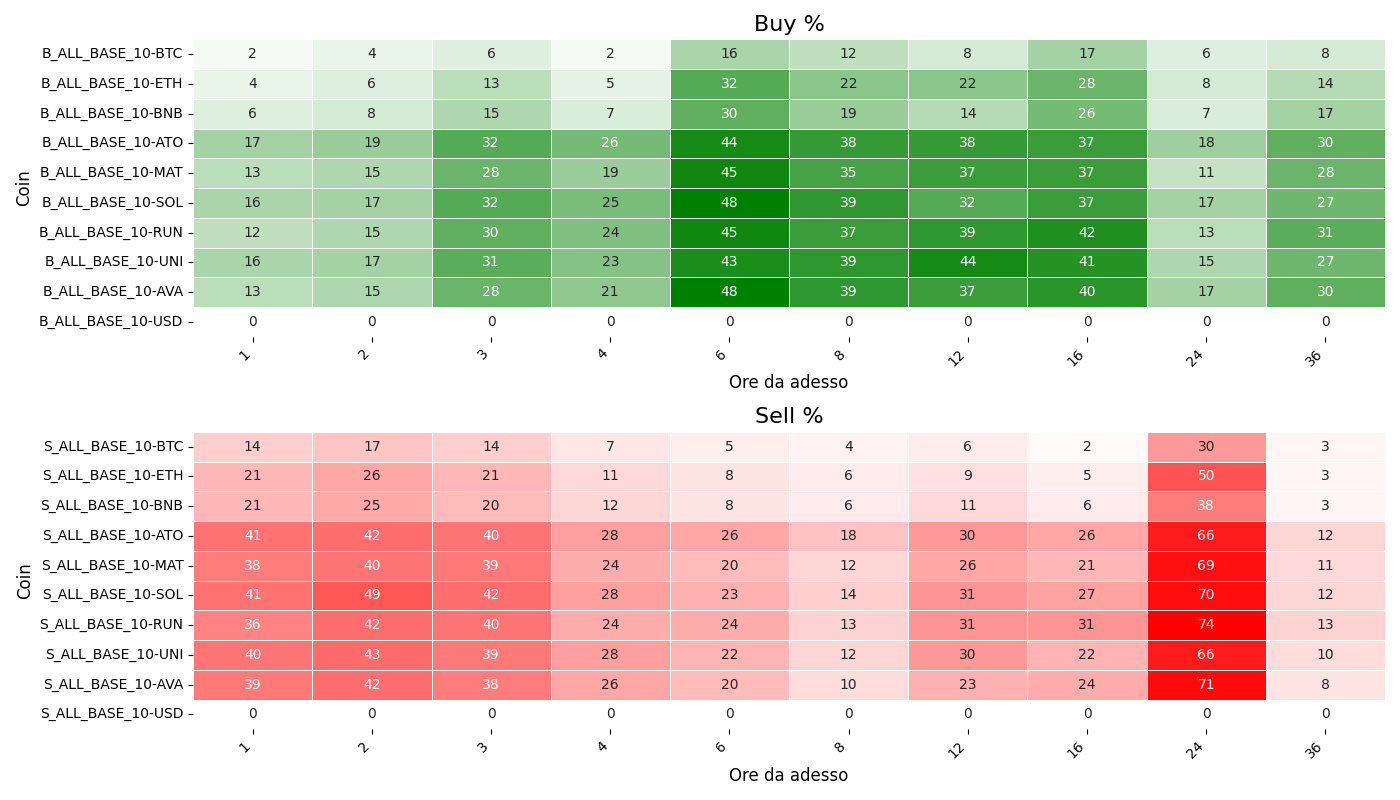 Buy %
Coin
B_ALL_BASE_10-BTC 2 4 6 2 16 12 8 17 6 8
B_ALL_BASE_10-ETH 4 6 13 5 32 22 22 28 8 14
B_ALL_BASE_10-BNB 6 8 15 7 30 19 14 26 7 17
B_ALL_BASE_10-ATO 17 19 32 26 44 38 38 37 18 30
B_ALL_BASE_10-MAT 13 15 28 19 45 35 37 37 11 28
B_ALL_BASE_10-SOL 16 17 32 25 48 39 32 37 17 27
B_ALL_BASE_10-RUN 12 15 30 24 45 37 39 42 13 31
B_ALL_BASE_10-UNI 16 17 31 23 43 39 44 41 15 27
B_ALL_BASE_10-AVA 13 15 28 21 48 39 37 40 17 30
B_ALL_BASE_10-USD 0 0 0 0 0 0 0 0 0 0
1 2 3 4 6 8 12 16 24 36
Ore da adesso
Sell %
Coin
S_ALL_BASE_10-BTC 14 17 14 7 5 4 6 2 30 3
S_ALL_BASE_10-ETH 21 26 21 11 8 6 9 5 50 3
S_ALL_BASE_10-BNB 21 25 20 12 8 6 11 6 38 3
S_ALL_BASE_10-ATO 41 42 40 28 26 18 30 26 66 12
S_ALL_BASE_10-MAT 38 40 39 24 20 12 26 21 69 11
S_ALL_BASE_10-SOL 41 49 42 28 23 14 31 27 70 12
S_ALL_BASE_10-RUN 36 42 40 24 24 13 31 31 74 13
S_ALL_BASE_10-UNI 40 43 39 28 22 12 30 22 66 10
S_ALL_BASE_10-AVA 39 42 38 26 20 10 23 24 71 8
S_ALL_BASE_10-USD 0 0 0 0 0 0 0 0 0 0
1 2 3 4 6 8 12 16 24 36
Ore da adesso